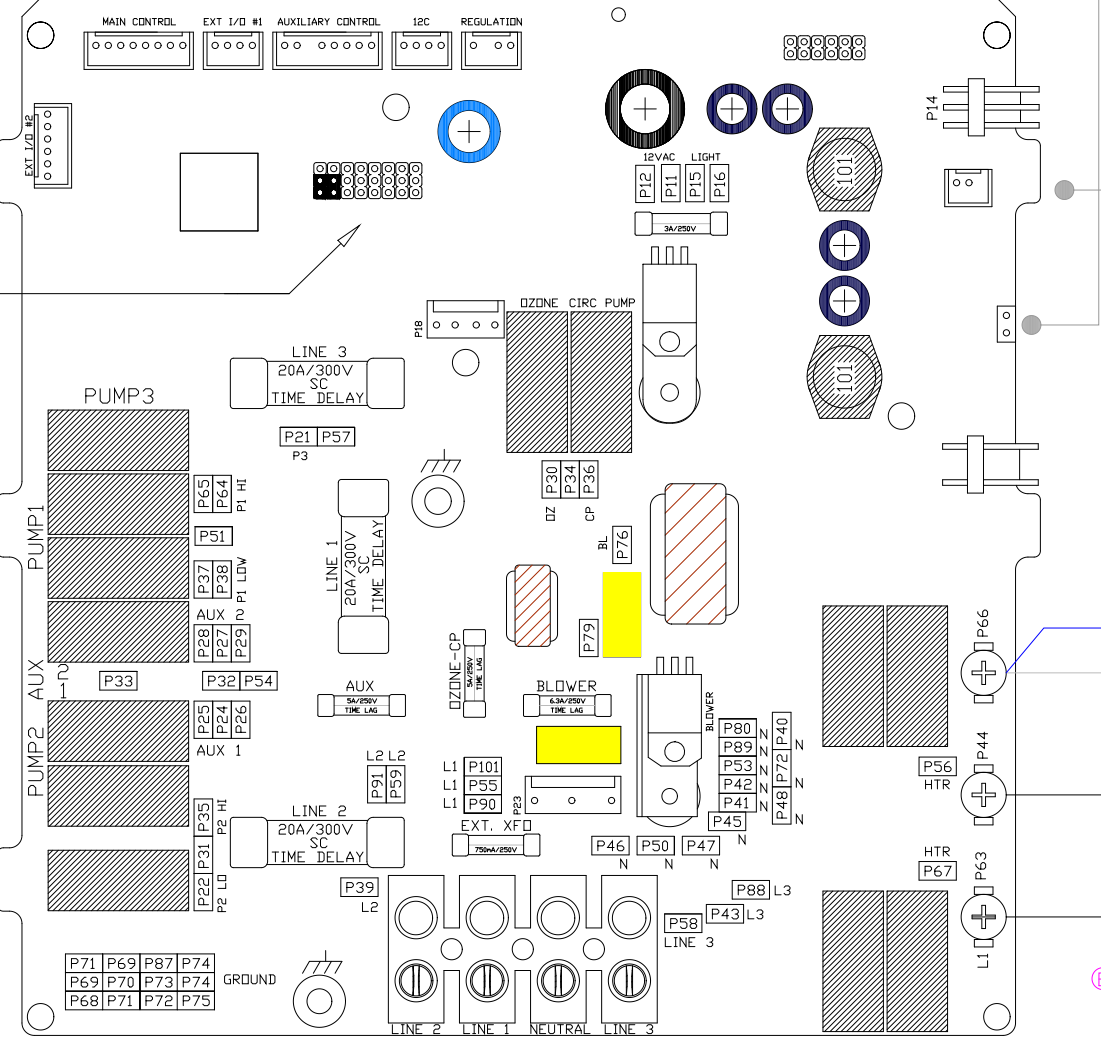 MAIN CONTROL EXT I/O #1 AUXILIARY CONTROL 12C REGULATION
EXT I/O #2
P14
101
12VAC LIGHT
P12 P11 P15 P16
3A/250V
OZONE CIRC PUMP
P18
101
LINE 3
20A/300V
SC
TIME DELAY
P21 P57
P3
PUMP3
P65 P64 P1 HI
PUMP1
P51
P37 P38 P1 LOW
AUX 2
P28 P27 P29
LINE 1
20A/300V
SC
TIME DELAY
P30 P34 P36
OZ CP
BL P76
P79
P66
AUX 2
1
P33 P32 P54
PUMP2
P25 P24 P26
AUX 1
AUX
5A/250V
TIME LAG
OZONE-CP
5A/250V
TIME LAG
BLOWER
6.3A/250V
TIME LAG
BLOWER
P80 N
P89 N
P53 N
P42 N
P41 N
P45
N
P40 N
P72 N
P48 N
P44
P56
HTR
L2 L2
P91 P59
L1 P101
L1 P55
L1 P90
P23
P35 P2 HI
P31
P22 P2 LO
LINE 2
20A/300V
SC
TIME DELAY
EXT. XFO
750mA/250V
P46 P50 P47
N N N
HTR
P67
P63
P39
L2
P88 L3
P43 L3
P58
LINE 3
L1
P71 P69 P87 P74
P69 P70 P73 P74
P68 P71 P72 P75
GROUND
LINE 2 LINE 1 NEUTRAL LINE 3